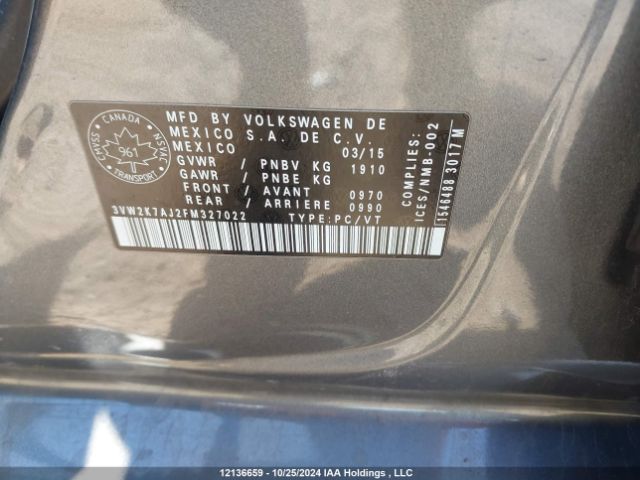 CANADA
CMVSS
NSVAC
961
TRANSPORT
MFD BY VOLKSWAGEN DE
MEXICO S.A. DE C.V.
MEXICO 03/15
GVWR / PNBV KG 1910
GAWR / PNBE KG
FRONT / AVANT 0970
REAR / ARRIERE 0990
3VW2K7AJ2FM327022 TYPE:PC/VT
COMPLIES:
ICES/NMB-002
1546488 3017 M
12136659 - 10/25/2024 IAA Holdings , LLC